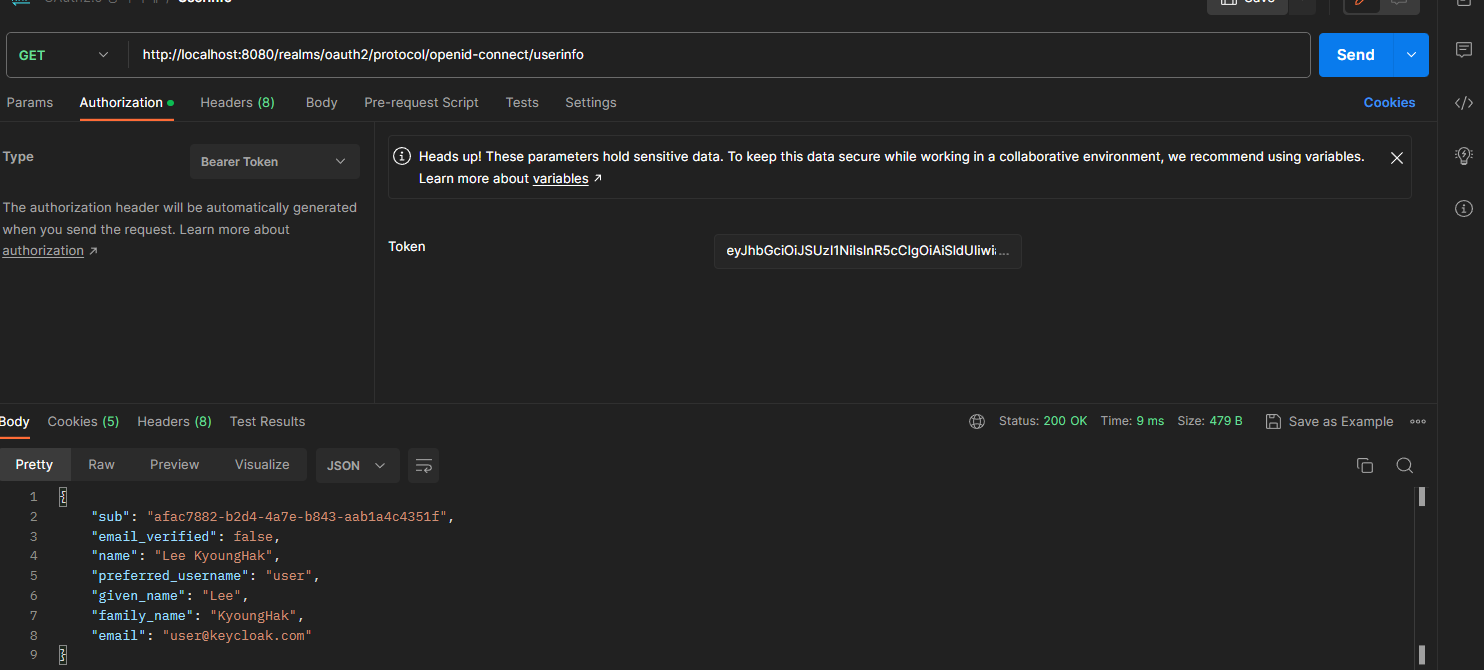 Userinfo
Save
GET
http://localhost:8080/realms/oauth2/protocol/openid-connect/userinfo
Send
Params Authorization Headers (8) Body Pre-request Script Tests Settings Cookies
Type
Bearer Token
Heads up! These parameters hold sensitive data. To keep this data secure while working in a collaborative environment, we recommend using variables.
Learn more about variables ↗
The authorization header will be automatically generated
when you send the request. Learn more about
authorization ↗
Token
...
Body Cookies (5) Headers (8) Test Results
Status: 200 OK Time: 9 ms Size: 479 B Save as Example
Pretty Raw Preview Visualize JSON
1 {
2 "sub": "afac7882-b2d4-4a7e-b843-aab1a4c4351f",
3 "email_verified": false,
4 "name": "Lee KyoungHak",
5 "preferred_username": "user",
6 "given_name": "Lee",
7 "family_name": "KyoungHak",
8 "email": "user@keycloak.com"
9 }